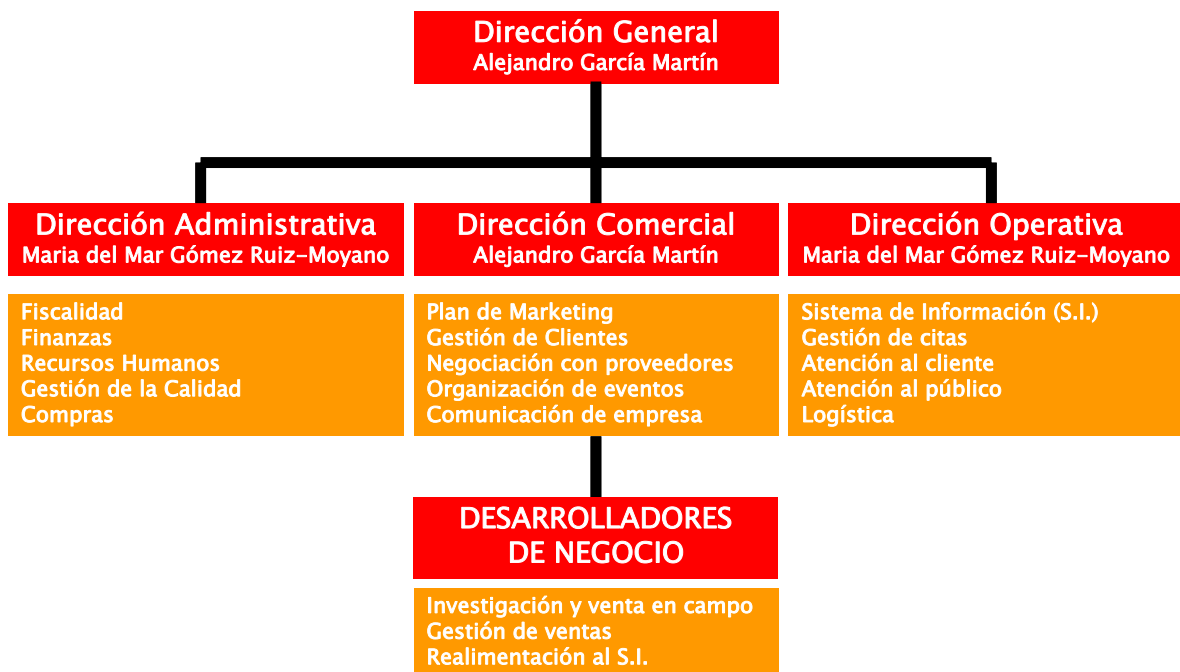 Dirección General
Alejandro García Martín
Dirección Administrativa
Maria del Mar Gómez Ruiz-Moyano
Fiscalidad
Finanzas
Recursos Humanos
Gestión de la Calidad
Compras
Dirección Comercial
Alejandro García Martín
Plan de Marketing
Gestión de Clientes
Negociación con proveedores
Organización de eventos
Comunicación de empresa
Dirección Operativa
Maria del Mar Gómez Ruiz-Moyano
Sistema de Información (S.I.)
Gestión de citas
Atención al cliente
Atención al público
Logística
DESARROLLADORES
DE NEGOCIO
Investigación y venta en campo
Gestión de ventas
Realimentación al S.I.